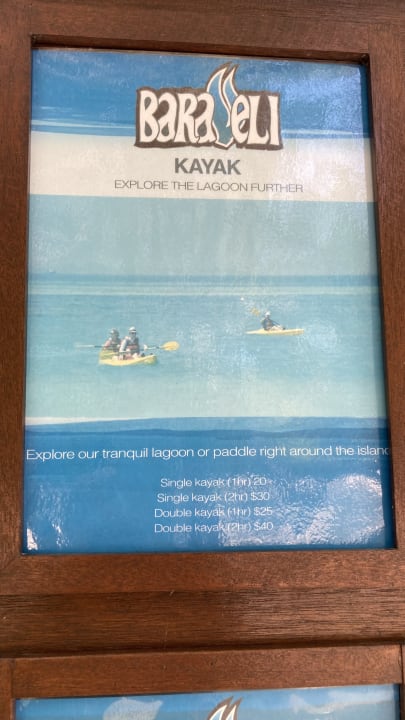 BARAVELI
KAYAK
EXPLORE THE LAGOON FURTHER
Explore our tranquil lagoon or paddle right around the island
Single kayak (1hr) 20
Single kayak (2hr) $30
Double kayak (1hr) $25
Double kayak (2hr) $40